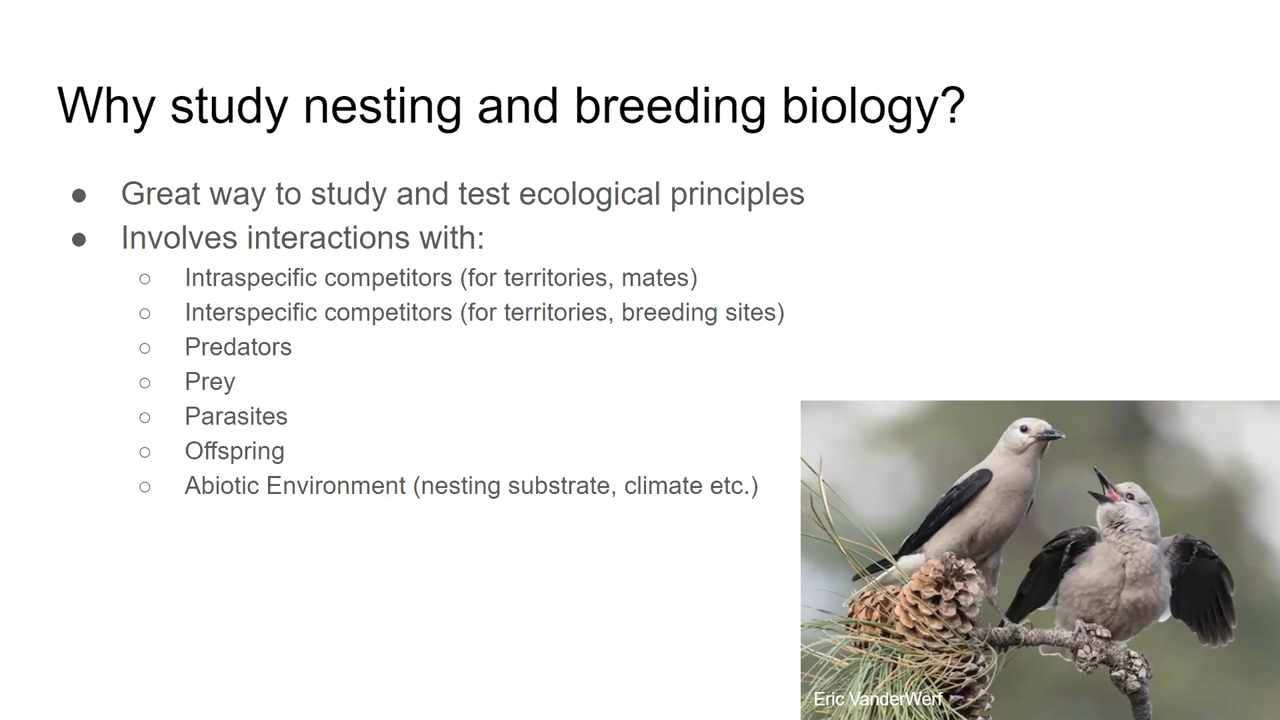 Why study nesting and breeding biology?
● Great way to study and test ecological principles
● Involves interactions with:
○ Intraspecific competitors (for territories, mates)
○ Interspecific competitors (for territories, breeding sites)
○ Predators
○ Prey
○ Parasites
○ Offspring
○ Abiotic Environment (nesting substrate, climate etc.)
Eric VanderWerf